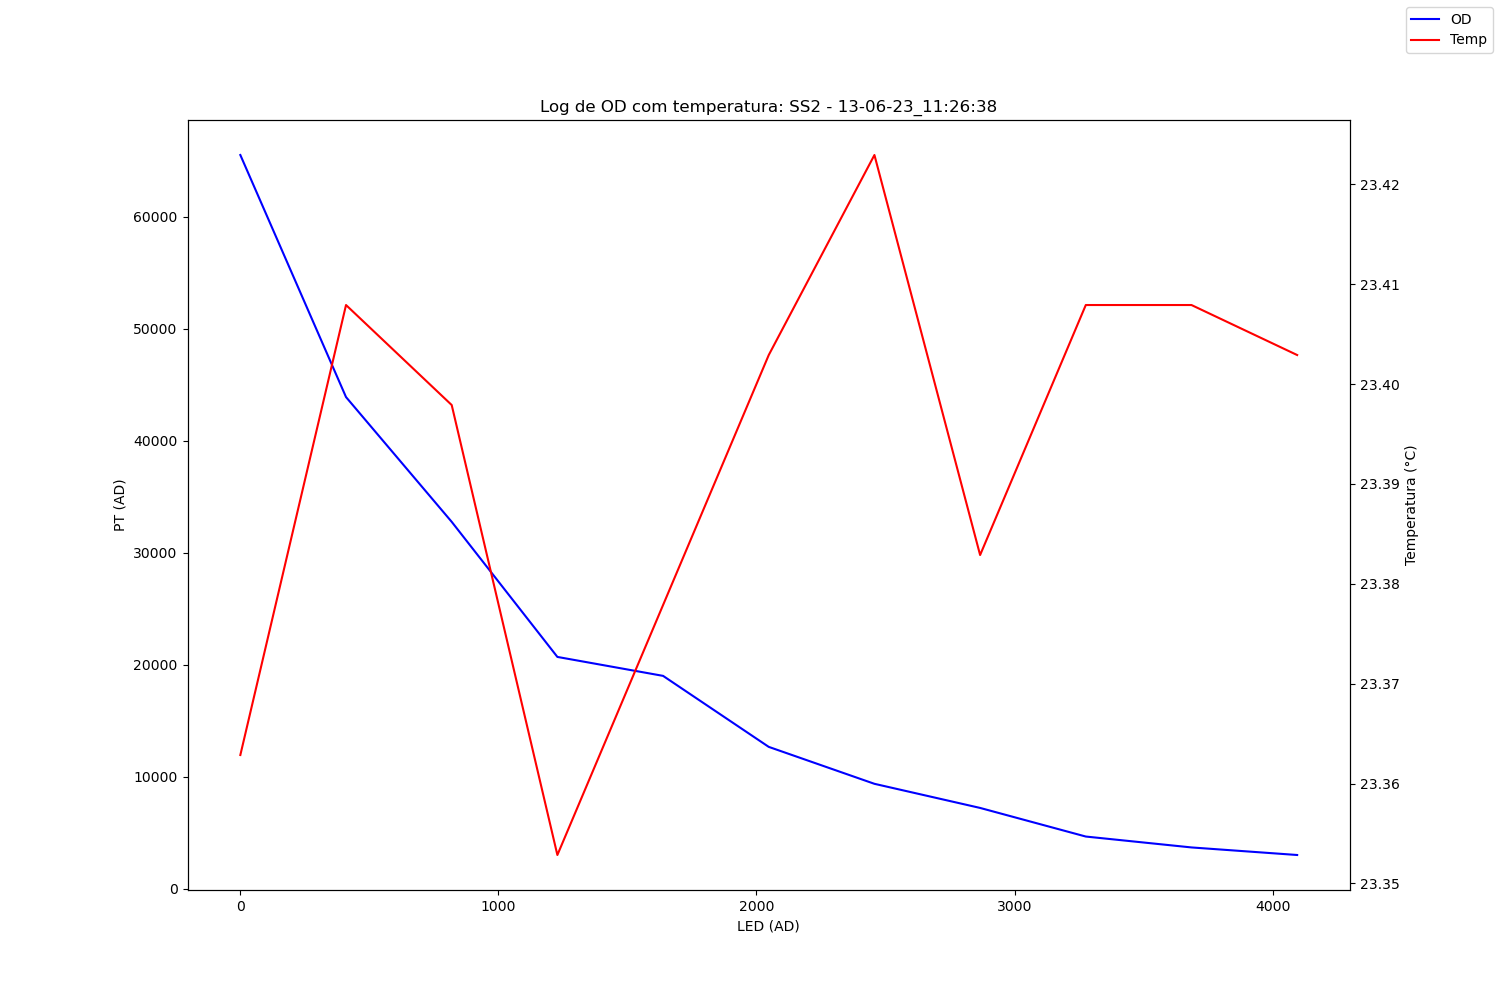 OD
Temp
Log de OD com temperatura: SS2 - 13-06-23_11:26:38
60000
50000
40000
30000
20000
10000
0
PT (AD)
23.42
23.41
23.40
23.39
23.38
23.37
23.36
23.35
Temperatura (°C)
0 1000 2000 3000 4000
LED (AD)